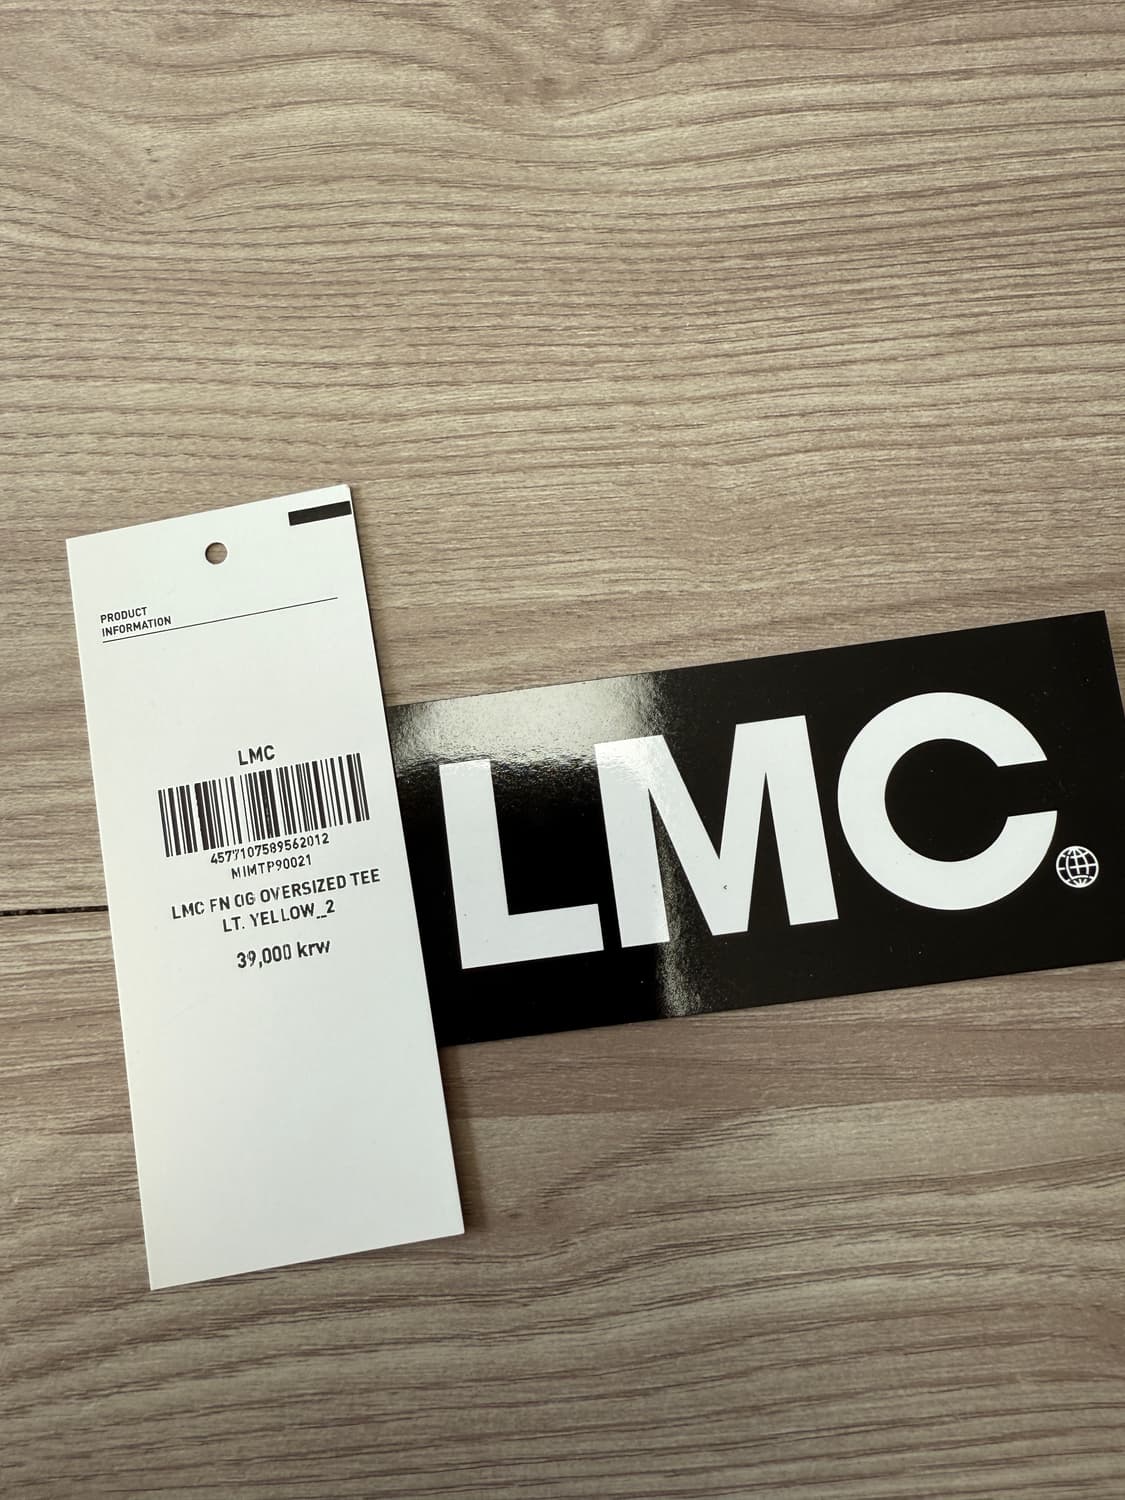 PRODUCT
INFORMATION
LMC
4577107589562012
MIMTP90021
LMC FN OG OVERSIZED TEE
LT. YELLOW_2
39,000 krw
LMC